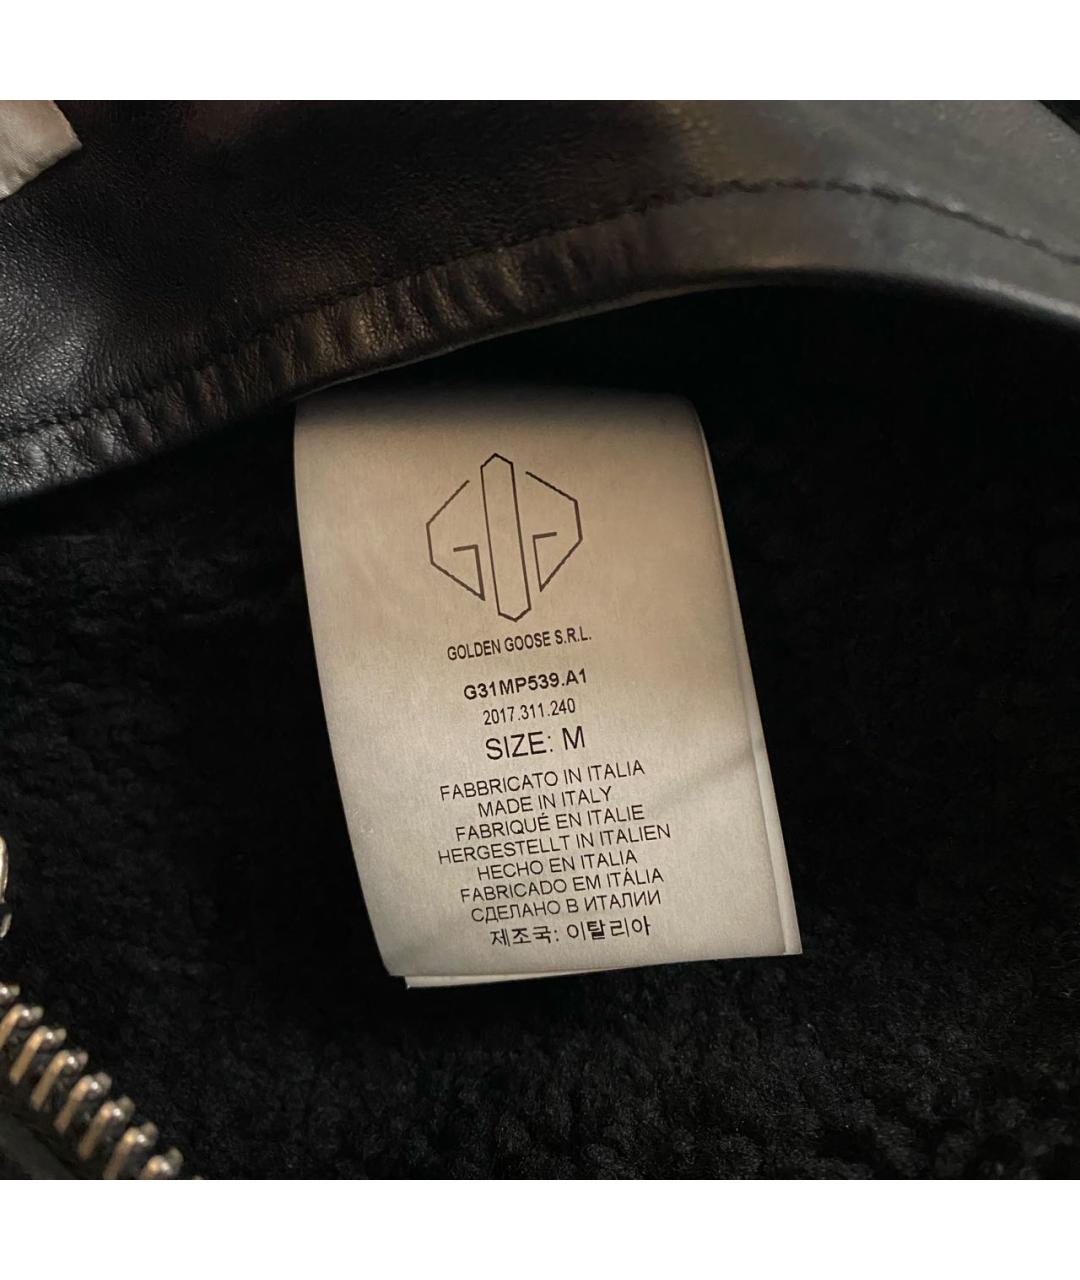 GOLDEN GOOSE S.R.L.
G31MP539.A1
2017.311.240
SIZE: M
FABBRICATO IN ITALIA
MADE IN ITALY
FABRIQUÉ EN ITALIE
HERGESTELLT IN ITALIEN
HECHO EN ITALIA
FABRICADO EM ITÁLIA
СДЕЛАНО В ИТАЛИИ
제조국: 이탈리아